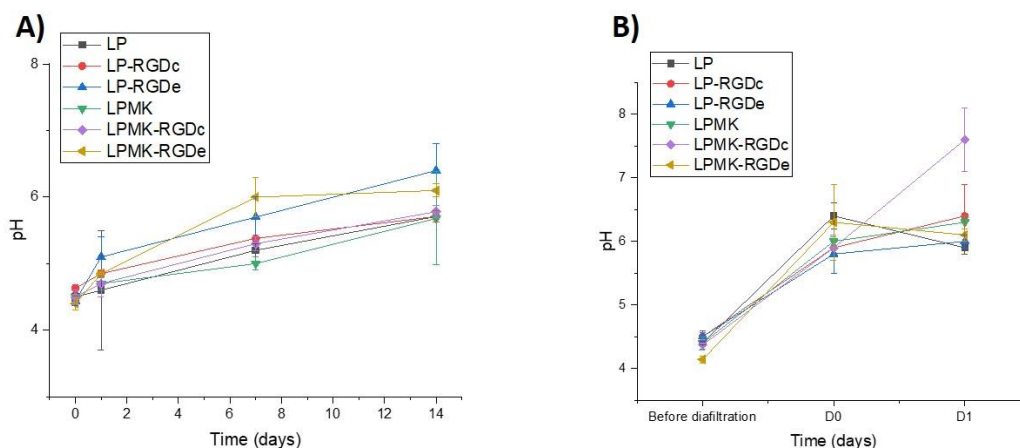 A)
LP
LP-RGDc
LP-RGDe
LPMK
LPMK-RGDc
LPMK-RGDe
8
6
4
pH
0 2 4 6 8 10 12 14
Time (days)
B)
LP
LP-RGDc
LP-RGDe
LPMK
LPMK-RGDc
LPMK-RGDe
8
7
6
5
4
pH
Before diafiltration D0 D1
Time (days)